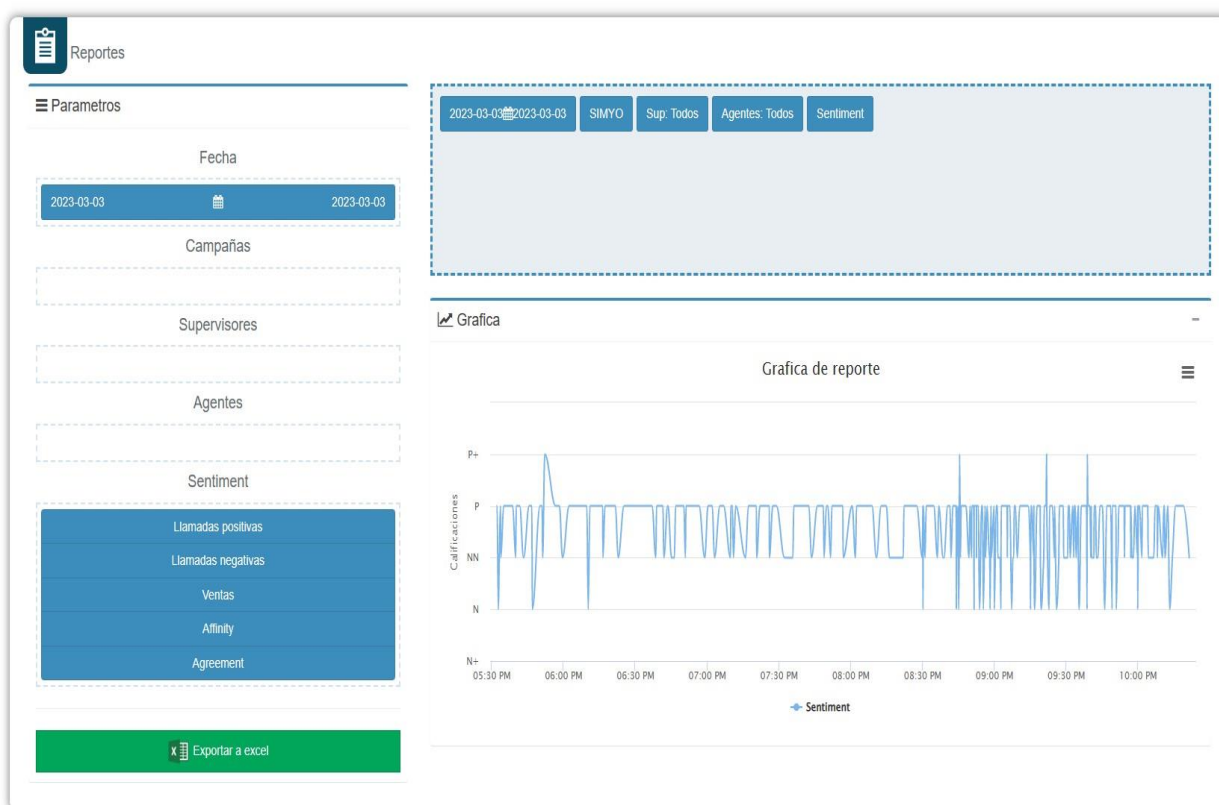 Reportes
Parametros
Fecha
2023-03-03 2023-03-03
Campañas
Supervisores
Agentes
Sentiment
Llamadas positivas
Llamadas negativas
Ventas
Affinity
Agreement
Exportar a excel
2023-03-03 2023-03-03 SIMYO Sup: Todos Agentes: Todos Sentiment
Grafica
Grafica de reporte
Calificaciones
P+
P
NN
N
N+
05:30 PM 06:00 PM 06:30 PM 07:00 PM 07:30 PM 08:00 PM 08:30 PM 09:00 PM 09:30 PM 10:00 PM
Sentiment